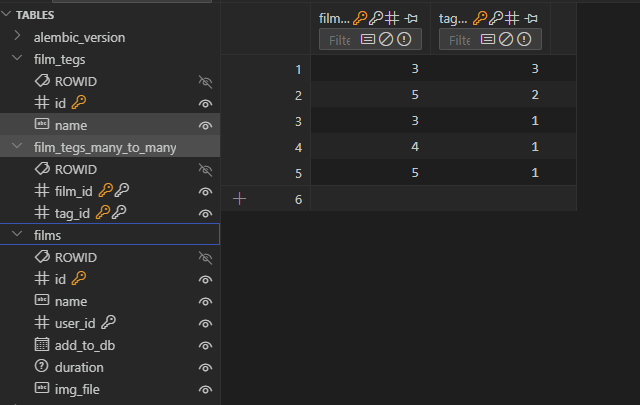 TABLES
alembic_version
film_tegs
ROWID
id
name
film_tegs_many_to_many
ROWID
film_id
tag_id
films
ROWID
id
name
user_id
add_to_db
duration
img_file
film... tag...
Filte Filte
1 3 3
2 5 2
3 3 1
4 4 1
5 5 1
6